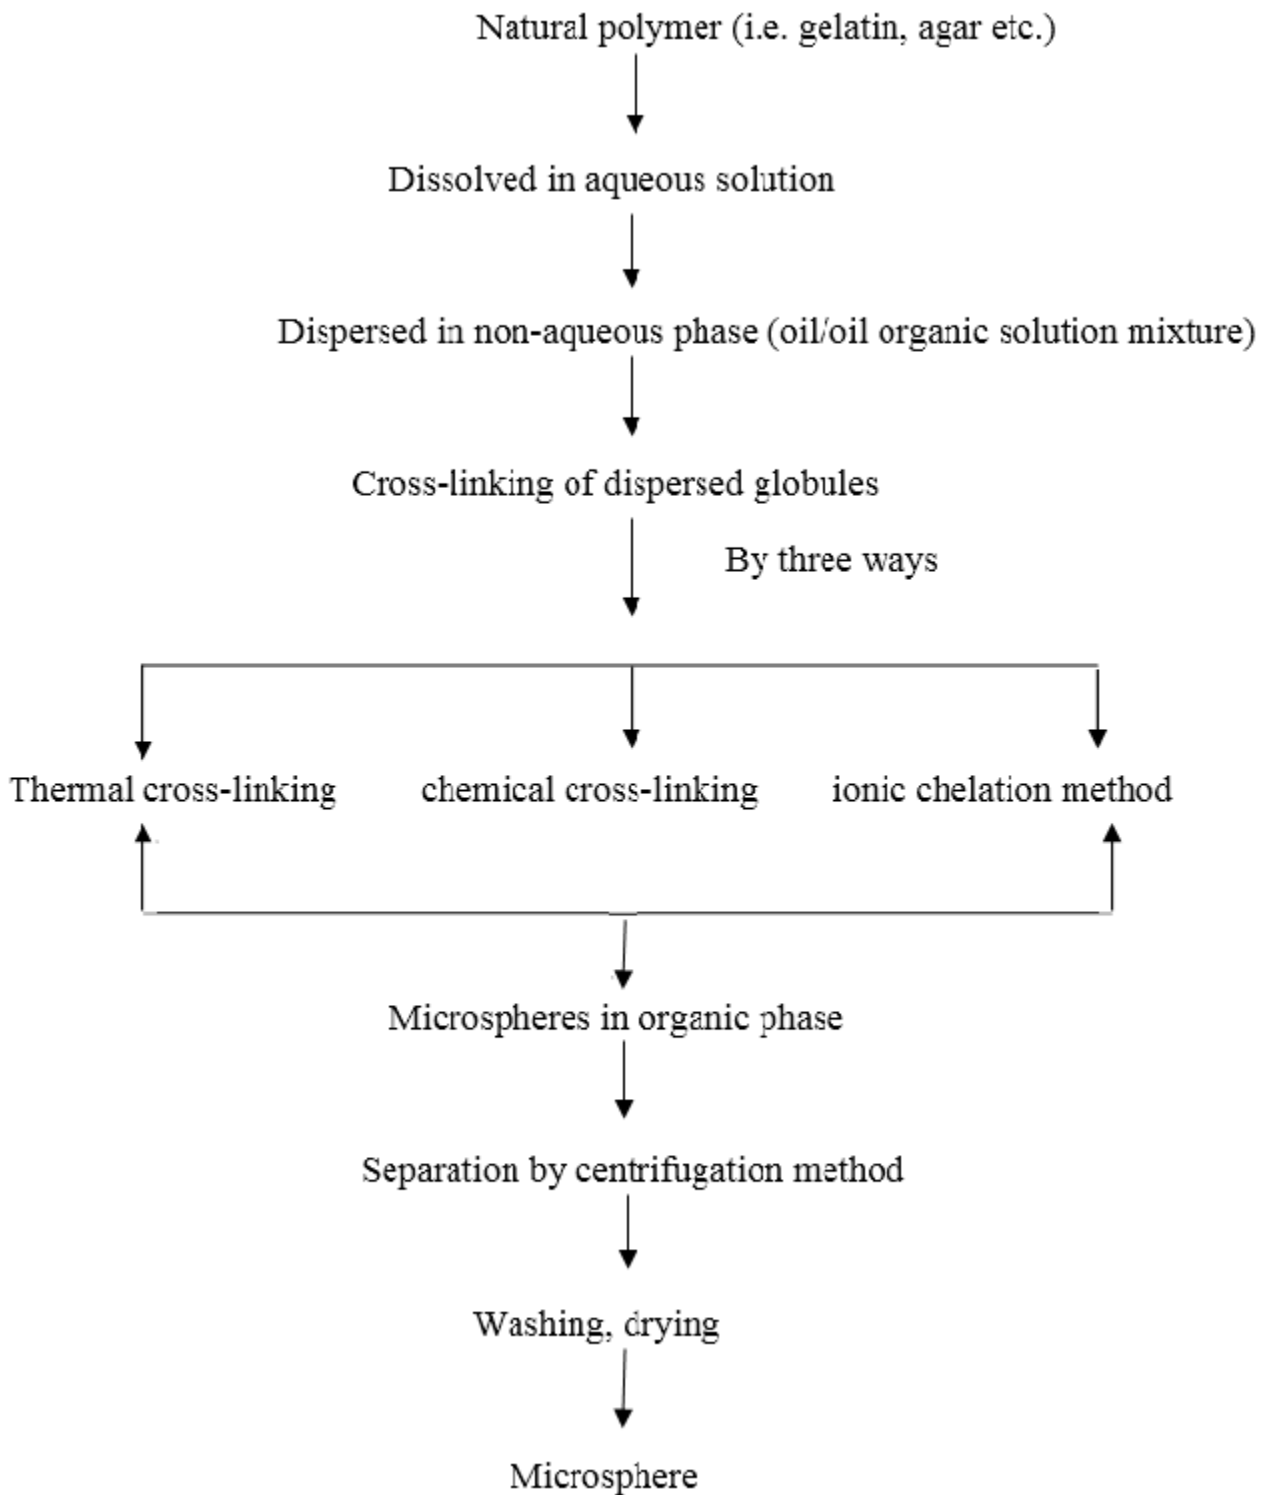 Natural polymer (i.e. gelatin, agar etc.)
Dissolved in aqueous solution
Dispersed in non-aqueous phase (oil/oil organic solution mixture)
Cross-linking of dispersed globules
By three ways
Thermal cross-linking chemical cross-linking ionic chelation method
Microspheres in organic phase
Separation by centrifugation method
Washing, drying
Microsphere